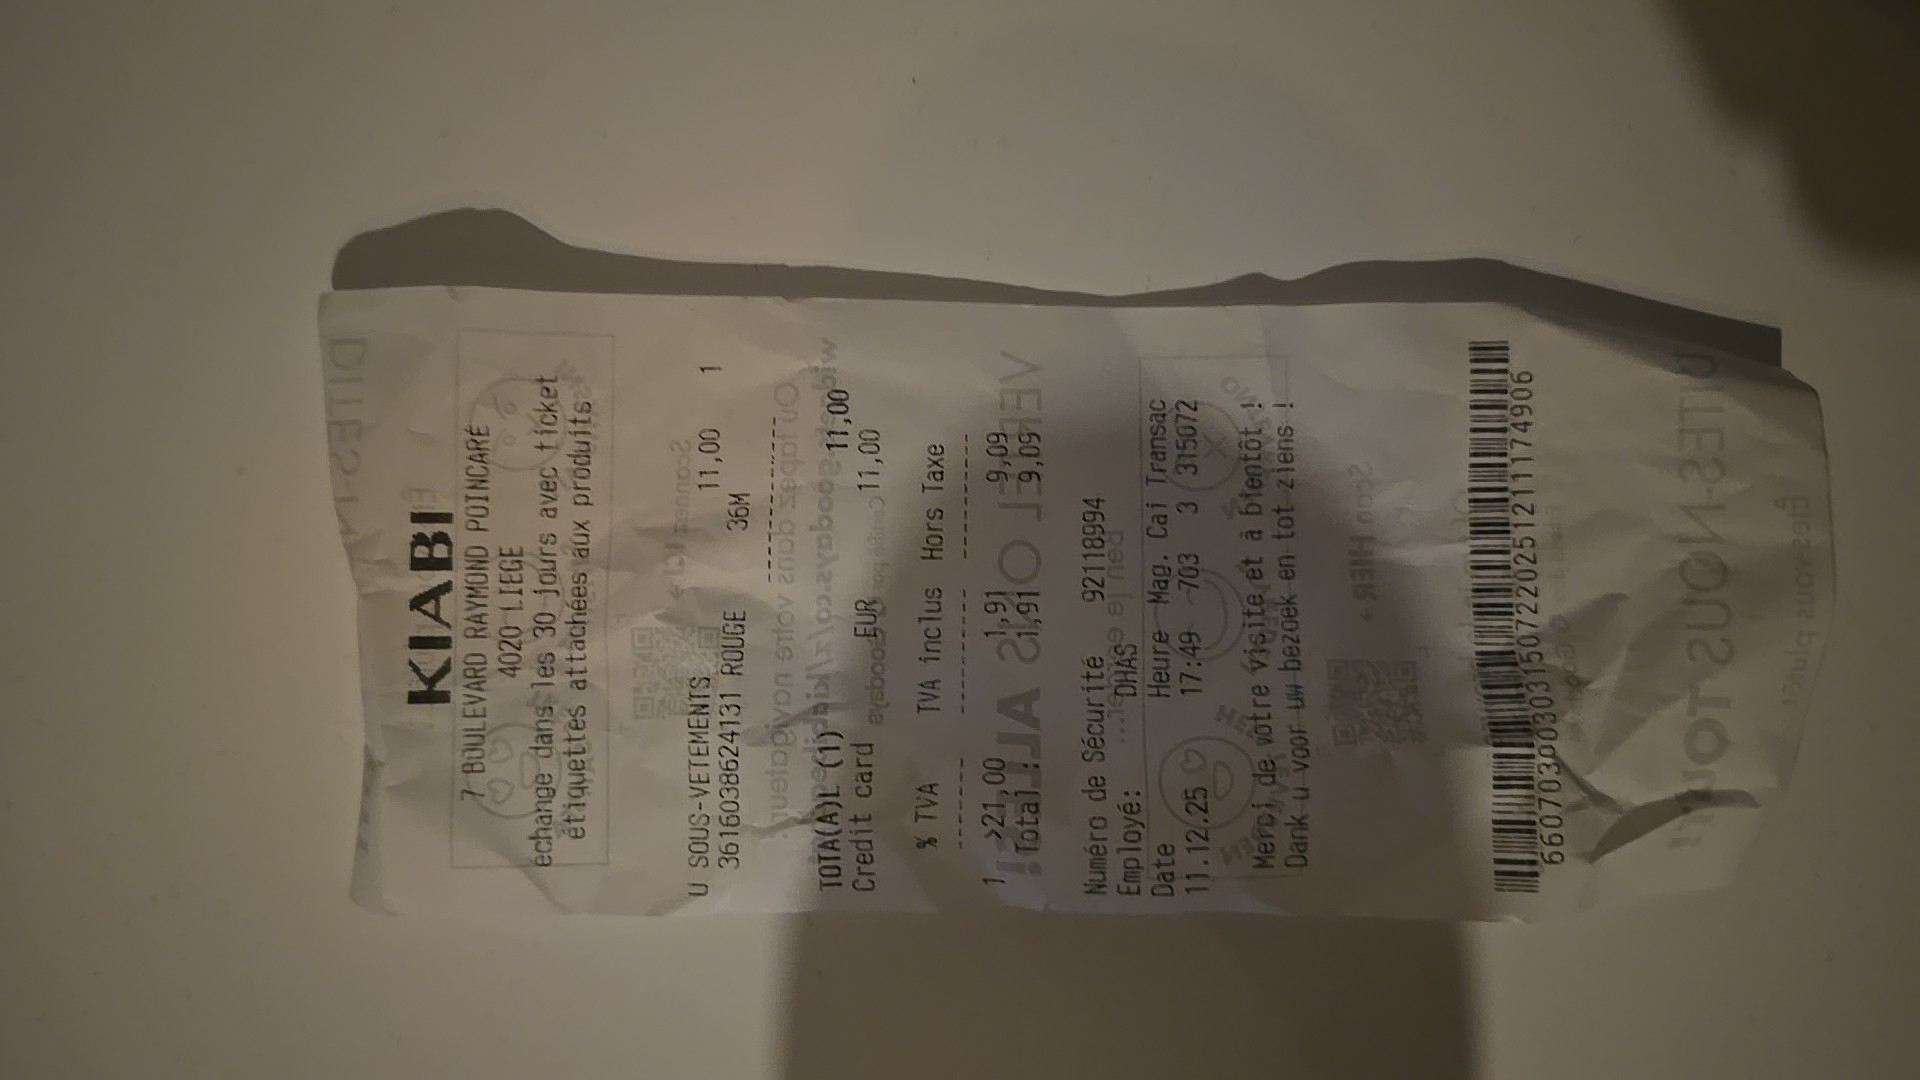 KIABI
7 BOULEVARD RAYMOND POINCARÉ
4020 LIEGE
échange dans les 30 jours avec ticket
étiquettes attachées aux produits
U SOUS-VETEMENTS 11,00 1
3616038624131 ROUGE 36M
TOTA(A)L (1) 11,00
Credit card EUR 11,00
% TVA TVA inclus Hors Taxe
1 >21,00 1,91 9,09
Total : 1,91 9,09
Numéro de Sécurité 92118994
Employé: DHAS
Date Heure Mag. Cai Transac
11.12.25 17:49 703 3 315072
Merci de votre visite et à bientôt !
Dank u voor uw bezoek en tot ziens !
6607030003031507220251211174906